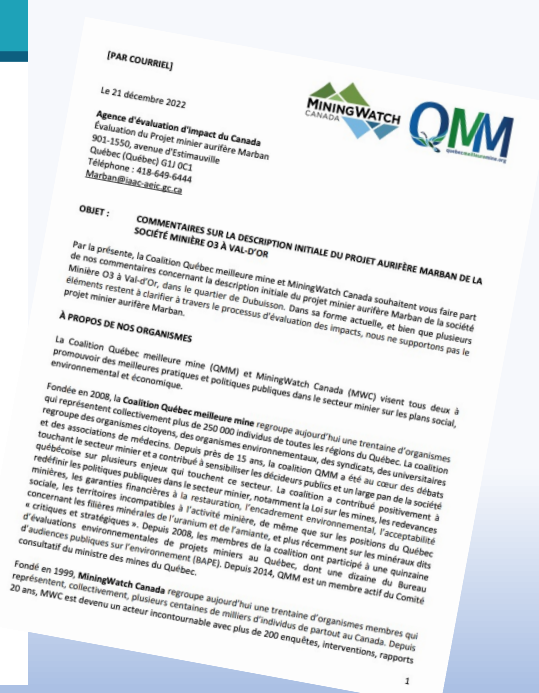 [PAR COURRIEL]
Le 21 décembre 2022
MININGWATCH
CANADA
QMM
quebecmeilleuremine.org
Agence d'évaluation d'impact du Canada
Évaluation du Projet minier aurifère Marban
901-1550, avenue d'Estimauville
Québec (Québec) G1J 0C1
Téléphone : 418-649-6444
Marban@iaac-aeic.gc.ca
OBJET : COMMENTAIRES SUR LA DESCRIPTION INITIALE DU PROJET AURIFÈRE MARBAN DE LA
SOCIÉTÉ MINIÈRE O3 À VAL-D'OR
Par la présente, la Coalition Québec meilleure mine et MiningWatch Canada souhaitent vous faire part
de nos commentaires concernant la description initiale du projet minier aurifère Marban de la société
Minière O3 à Val-d'Or, dans le quartier de Dubuisson. Dans sa forme actuelle, et bien que plusieurs
éléments restent à clarifier à travers le processus d'évaluation des impacts, nous ne supportons pas le
projet minier aurifère Marban.
À PROPOS DE NOS ORGANISMES
La Coalition Québec meilleure mine (QMM) et MiningWatch Canada (MWC) visent tous deux à
promouvoir des meilleures pratiques et politiques publiques dans le secteur minier sur les plans social,
environnemental et économique.
Fondée en 2008, la Coalition Québec meilleure mine regroupe aujourd'hui une trentaine d'organismes
qui représentent collectivement plus de 250 000 individus de toutes les régions du Québec. La coalition
regroupe des organismes citoyens, des organismes environnementaux, des syndicats, des universitaires
et des associations de médecins. Depuis près de 15 ans, la coalition QMM a été au cœur des débats
touchant le secteur minier et a contribué à sensibiliser les décideurs publics et un large pan de la société
québécoise sur plusieurs enjeux qui touchent ce secteur. La coalition a contribué positivement à
redéfinir les politiques publiques dans le secteur minier, notamment la Loi sur les mines, les redevances
minières, les garanties financières à la restauration, l'encadrement environnemental, l'acceptabilité
sociale, les territoires incompatibles à l'activité minière, de même que sur les positions du Québec
concernant les filières minérales de l'uranium et de l'amiante, et plus récemment sur les minéraux dits
« critiques et stratégiques ». Depuis 2008, les membres de la coalition ont participé à une quinzaine
d'évaluations environnementales de projets miniers au Québec, dont une dizaine du Bureau
d'audiences publiques sur l'environnement (BAPE). Depuis 2014, QMM est un membre actif du Comité
consultatif du ministre des mines du Québec.
Fondé en 1999, MiningWatch Canada regroupe aujourd'hui une trentaine d'organismes membres qui
représentent, collectivement, plusieurs centaines de milliers d'individus de partout au Canada. Depuis
20 ans, MWC est devenu un acteur incontournable avec plus de 200 enquêtes, interventions, rapports
1